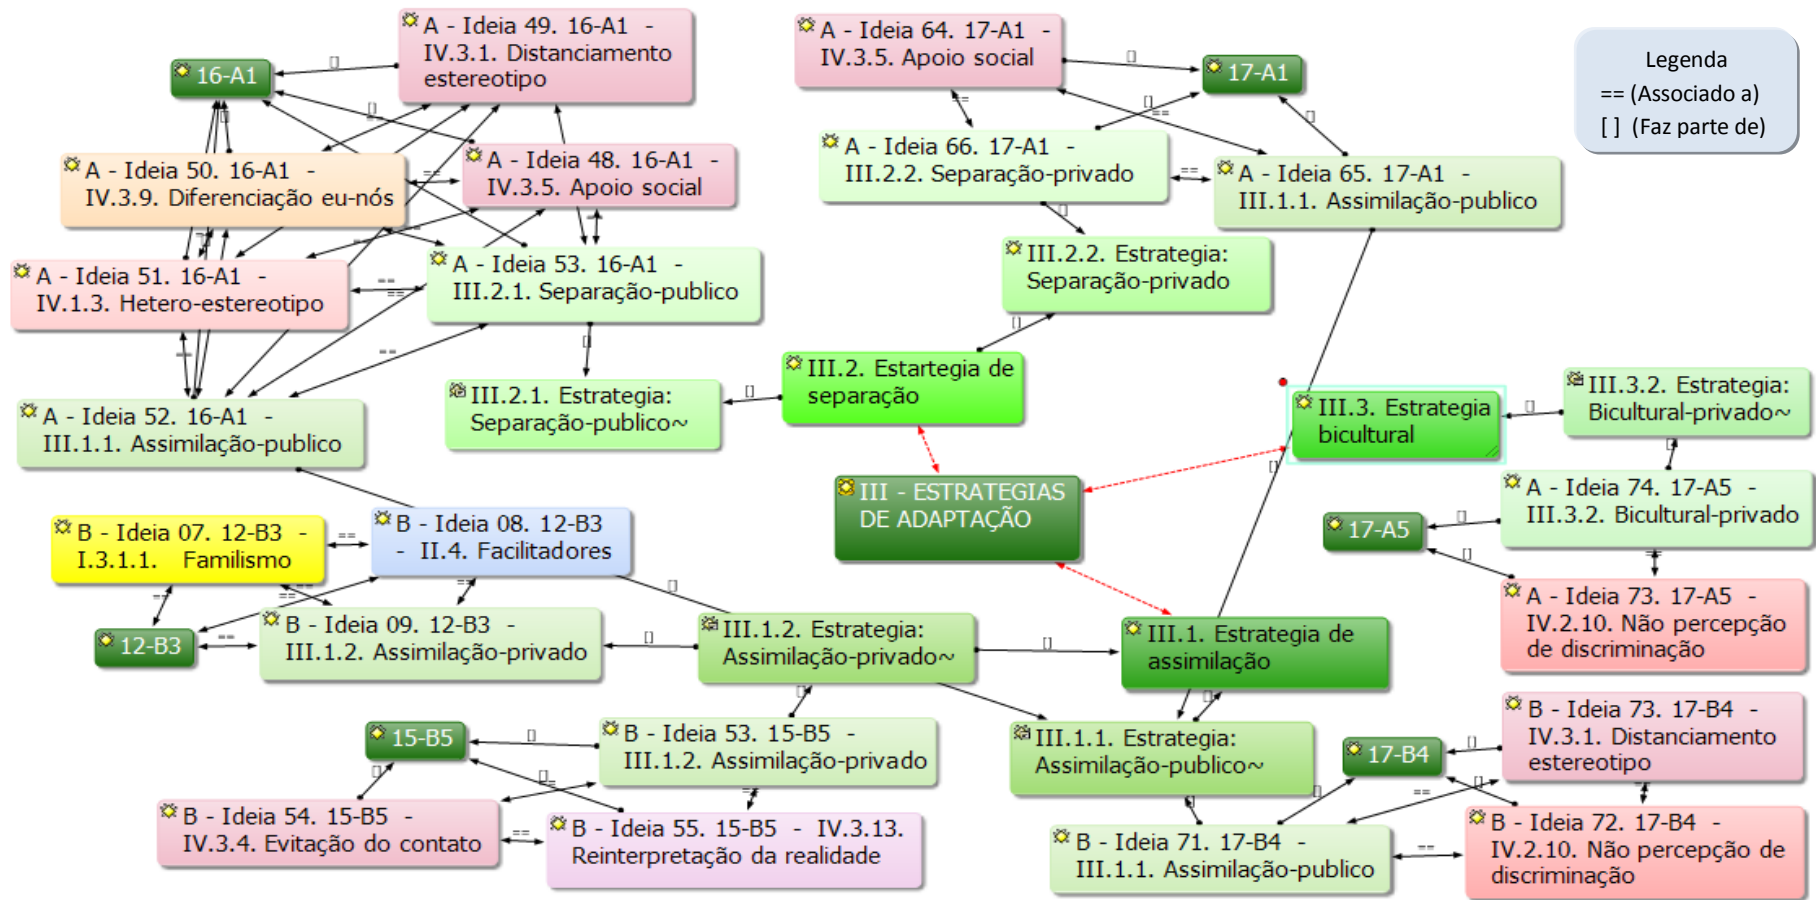 A - Ideia 49. 16-A1 -
IV.3.1. Distanciamento
estereotipo
16-A1
A - Ideia 50. 16-A1 -
IV.3.9. Diferenciação eu-nós
A - Ideia 48. 16-A1 -
IV.3.5. Apoio social
A - Ideia 51. 16-A1 -
IV.1.3. Hetero-estereotipo
A - Ideia 53. 16-A1 -
III.2.1. Separação-publico
A - Ideia 52. 16-A1 -
III.1.1. Assimilação-publico
III.2.1. Estrategia:
Separação-publico~
A - Ideia 64. 17-A1 -
IV.3.5. Apoio social
17-A1
A - Ideia 66. 17-A1 -
III.2.2. Separação-privado
A - Ideia 65. 17-A1 -
III.1.1. Assimilação-publico
III.2.2. Estrategia:
Separação-privado
Legenda
== (Associado a)
[ ] (Faz parte de)
III.2. Estartegia de
separação
III.3. Estrategia
bicultural
III.3.2. Estrategia:
Bicultural-privado~
III - ESTRATEGIAS
DE ADAPTAÇÃO
A - Ideia 74. 17-A5 -
III.3.2. Bicultural-privado
17-A5
A - Ideia 73. 17-A5 -
IV.2.10. Não percepção
de discriminação
B - Ideia 07. 12-B3 -
I.3.1.1. Familismo
B - Ideia 08. 12-B3
- II.4. Facilitadores
12-B3
B - Ideia 09. 12-B3 -
III.1.2. Assimilação-privado
III.1.2. Estrategia:
Assimilação-privado~
III.1. Estrategia de
assimilação
15-B5
B - Ideia 53. 15-B5 -
III.1.2. Assimilação-privado
B - Ideia 54. 15-B5 -
IV.3.4. Evitação do contato
B - Ideia 55. 15-B5 - IV.3.13.
Reinterpretação da realidade
III.1.1. Estrategia:
Assimilação-publico~
17-B4
B - Ideia 73. 17-B4 -
IV.3.1. Distanciamento
estereotipo
B - Ideia 71. 17-B4 -
III.1.1. Assimilação-publico
B - Ideia 72. 17-B4 -
IV.2.10. Não percepção de
discriminação